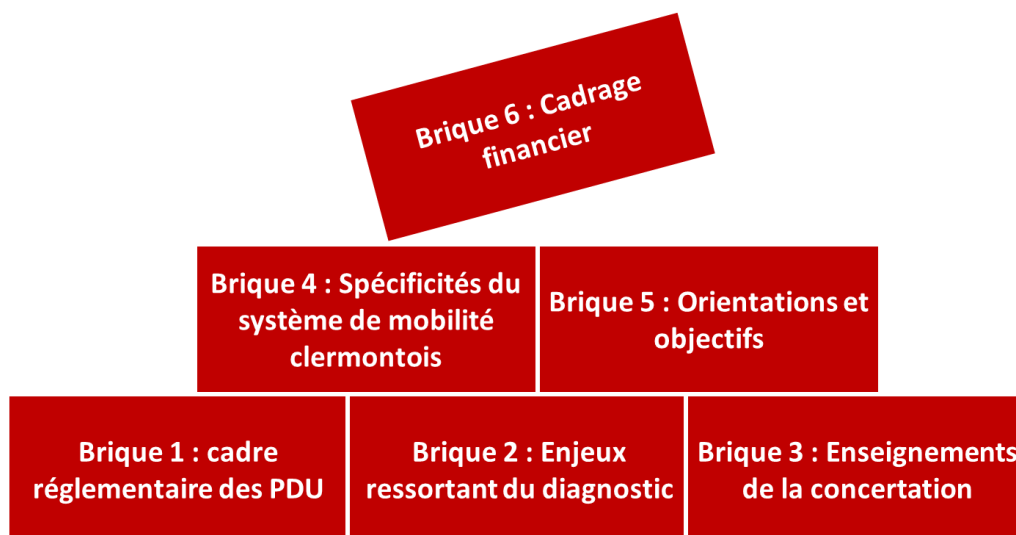 Brique 6 : Cadrage
financier
Brique 4 : Spécificités du
système de mobilité
clermontois
Brique 5 : Orientations et
objectifs
Brique 1 : cadre
réglementaire des PDU
Brique 2 : Enjeux
ressortant du diagnostic
Brique 3 : Enseignements
de la concertation